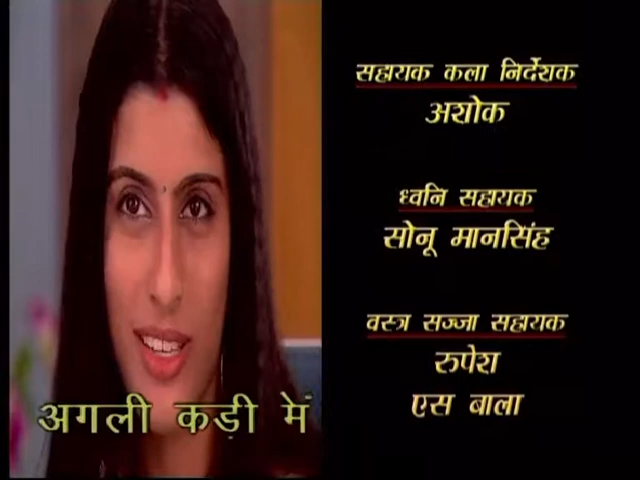 अगली कड़ी में
सहायक कला निर्देशक
अशोक
ध्वनि सहायक
सोनू मानसिंह
वस्त्र सज्जा सहायक
रुपेश
एस बाला